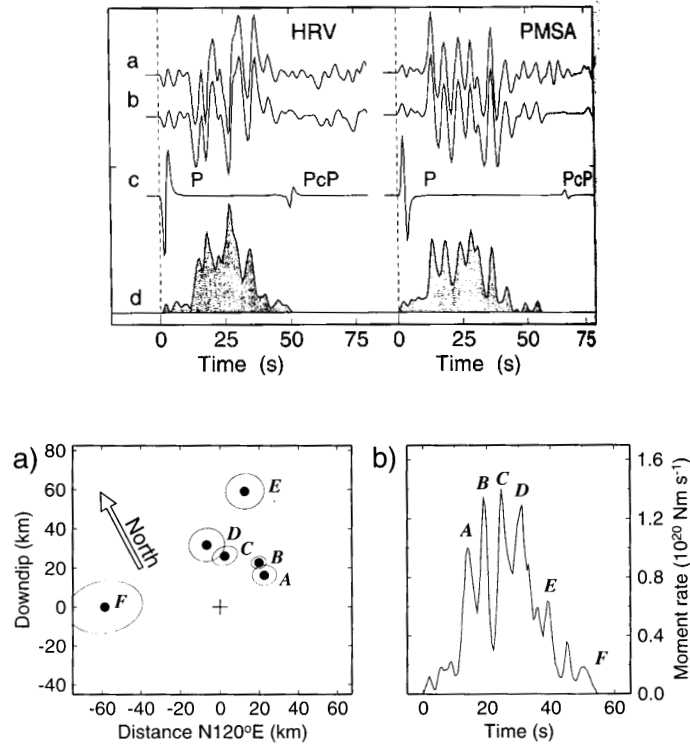 HRV PMSA
a
b
c P PcP P PcP
d
0 25 50 75 0 25 50 75
Time (s) Time (s)
a) b)
80
60
40
20
0
-20
-40
Downdip (km)
North
E
D
C
B
A
F
-60 -40 -20 0 20 40 60
Distance N120°E (km)
A
B
C
D
E
F
1.6
1.2
0.8
0.4
0.0
Moment rate (10²⁰ Nm s⁻¹)
0 20 40 60
Time (s)